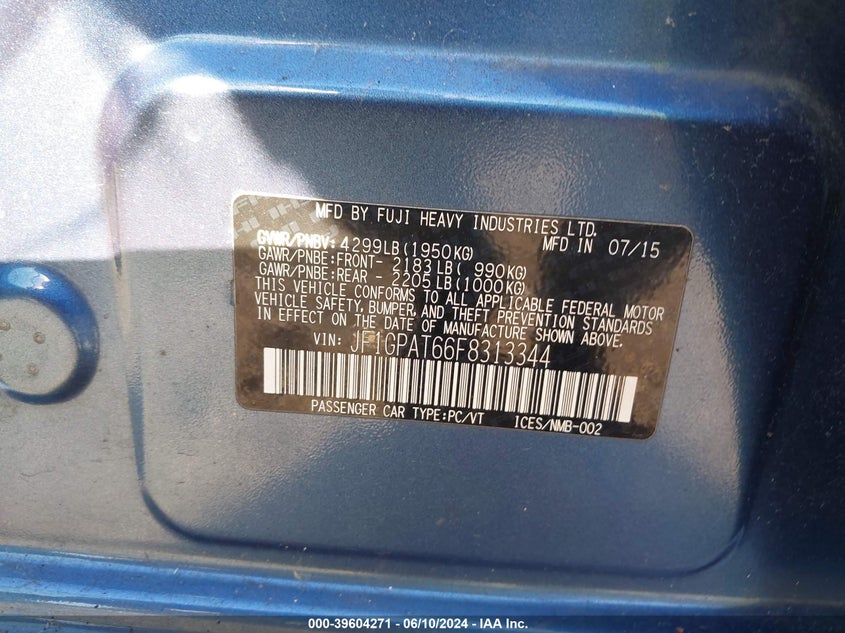 MFD BY FUJI HEAVY INDUSTRIES LTD.
GVWR/PNBV: 4299LB(1950KG) MFD IN 07/15
GAWR/PNBE:FRONT- 2183LB( 990KG)
GAWR/PNBE:REAR - 2205LB(1000KG)
THIS VEHICLE CONFORMS TO ALL APPLICABLE FEDERAL MOTOR
VEHICLE SAFETY, BUMPER, AND THEFT PREVENTION STANDARDS
IN EFFECT ON THE DATE OF MANUFACTURE SHOWN ABOVE.
VIN: JF1GPAT66F8313344
PASSENGER CAR TYPE:PC/VT ICES/NMB-002
000-39604271 - 06/10/2024 - IAA Inc.